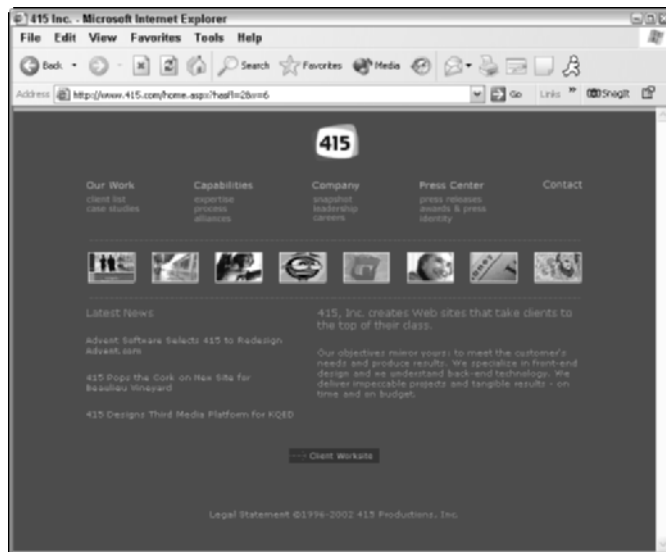 415 Inc. - Microsoft Internet Explorer
File Edit View Favorites Tools Help
Back Search Favorites Media
Address http://www.415.com/home.aspx?hasfl=2&v=6 Go Links » SnagIt
415
Our Work Capabilities Company Press Center Contact
client list expertise snapshot press releases
case studies process leadership awards & press
alliances careers identity
Latest News
415, Inc. creates Web sites that take clients to
the top of their class.
Advent Software Selects 415 to Redesign
Advent.com
415 Pops the Cork on New Site for
Beaulieu Vineyard
415 Designs Third Media Platform for KQED
Our objectives mirror yours: to meet the customer's
needs and produce results. We specialize in front-end
design and we understand back-end technology. We
deliver impeccable projects and tangible results - on
time and on budget.
Client Worksite
Legal Statement ©1996-2002 415 Productions, Inc.